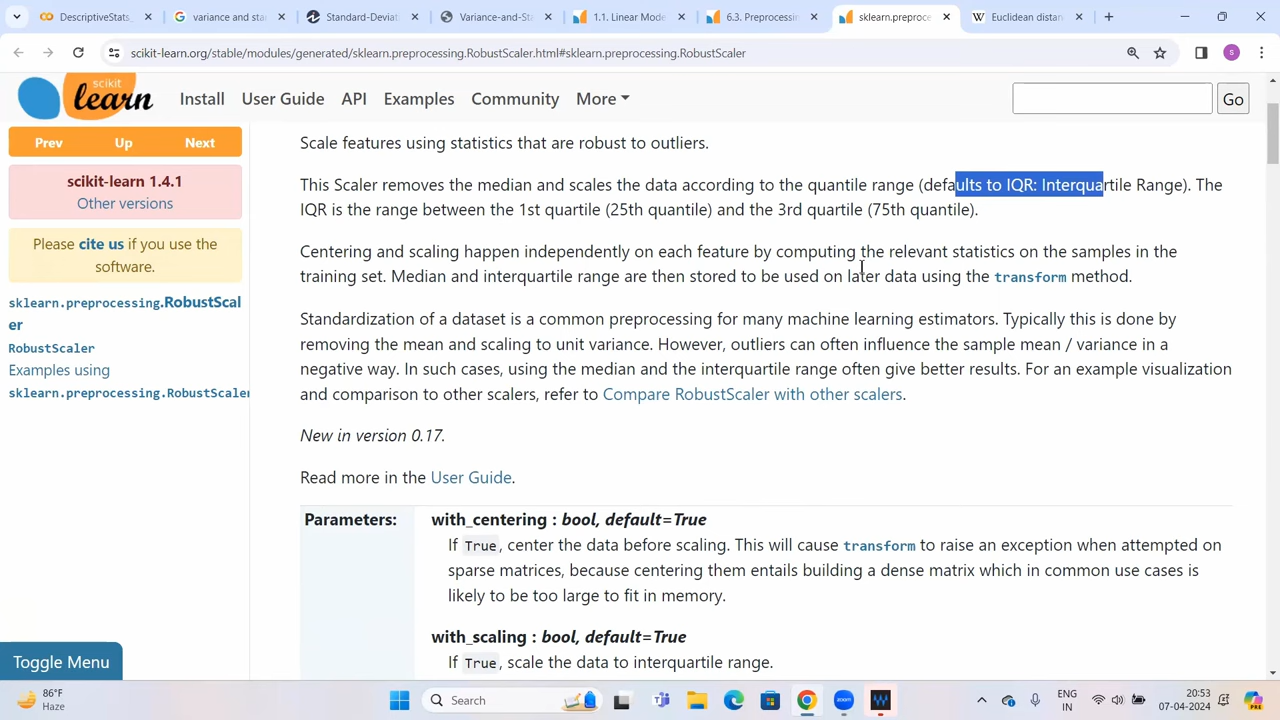 DescriptiveStats_
variance and sta
Standard-Deviat
Variance-and-Sta
1.1. Linear Mode
6.3. Preprocessin
sklearn.preproce
Euclidean distan
scikit-learn.org/stable/modules/generated/sklearn.preprocessing.RobustScaler.html#sklearn.preprocessing.RobustScaler
scikit
learn
Install User Guide API Examples Community More
Go
Prev Up Next
scikit-learn 1.4.1
Other versions
Please cite us if you use the
software.
sklearn.preprocessing.RobustScal
er
RobustScaler
Examples using
sklearn.preprocessing.RobustScaler
Toggle Menu
Scale features using statistics that are robust to outliers.
This Scaler removes the median and scales the data according to the quantile range (defaults to IQR: Interquartile Range). The
IQR is the range between the 1st quartile (25th quantile) and the 3rd quartile (75th quantile).
Centering and scaling happen independently on each feature by computing the relevant statistics on the samples in the
training set. Median and interquartile range are then stored to be used on later data using the transform method.
Standardization of a dataset is a common preprocessing for many machine learning estimators. Typically this is done by
removing the mean and scaling to unit variance. However, outliers can often influence the sample mean / variance in a
negative way. In such cases, using the median and the interquartile range often give better results. For an example visualization
and comparison to other scalers, refer to Compare RobustScaler with other scalers.
New in version 0.17.
Read more in the User Guide.
Parameters:
with_centering : bool, default=True
If True, center the data before scaling. This will cause transform to raise an exception when attempted on
sparse matrices, because centering them entails building a dense matrix which in common use cases is
likely to be too large to fit in memory.
with_scaling : bool, default=True
If True, scale the data to interquartile range.
86°F
Haze
Search
ENG
IN
20:53
07-04-2024